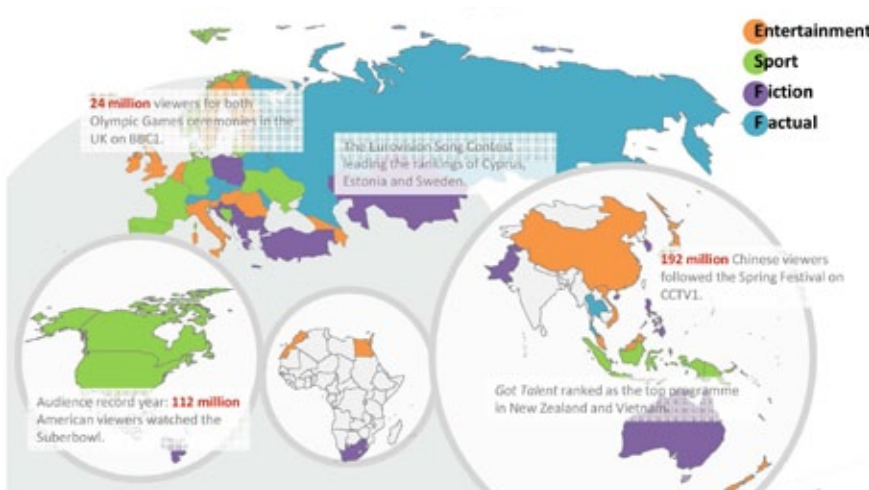 Entertainment
Sport
Fiction
Factual
24 million viewers for both
Olympic Games ceremonies in the
UK on BBC1.
The Eurovision Song Contest
leading the rankings of Cyprus,
Estonia and Sweden.
192 million Chinese viewers
followed the Spring Festival on
CCTV1.
Audience record year: 112 million
American viewers watched the
Suberbowl.
Got Talent ranked as the top programme
in New Zealand and Vietnam.